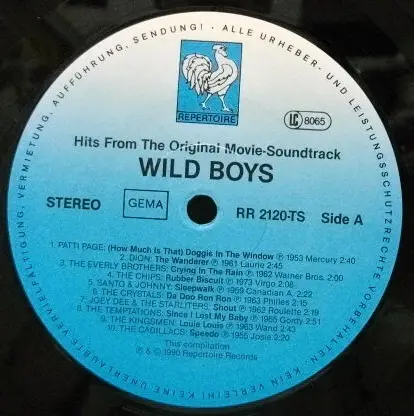 KEIN VERLEIH! KEINE UNERLAUBTE VERVIELFÄLTIGUNG, VERMIETUNG, AUFFÜHRUNG, SENDUNG! · ALLE URHEBER- UND LEISTUNGSSCHUTZRECHTE VORBEHALTEN.
REPERTOIRE
LC 8065
Hits From The Original Movie-Soundtrack
WILD BOYS
STEREO GEMA RR 2120-TS Side A
1. PATTI PAGE: (How Much Is That) Doggie In The Window ℗ 1953 Mercury 2:40
2. DION: The Wanderer ℗ 1961 Laurie 2:45
3. THE EVERLY BROTHERS: Crying In The Rain ℗ 1962 Warner Bros. 2:00
4. THE CHIPS: Rubber Biscuit ℗ 1973 Virgo 2:08
5. SANTO & JOHNNY: Sleepwalk ℗ 1959 Canadian A. 2:22
6. THE CRYSTALS: Da Doo Ron Ron ℗ 1963 Philles 2:15
7. JOEY DEE & THE STARLITERS: Shout ℗ 1962 Roulette 2:19
8. THE TEMPTATIONS: Since I Lost My Baby ℗ 1965 Gordy 2:51
9. THE KINGSMEN: Louie Louie ℗ 1963 Wand 2:43
10. THE CADILLACS: Speedo ℗ 1955 Josie 2:20
This compilation
℗ & © 1990 Repertoire Records